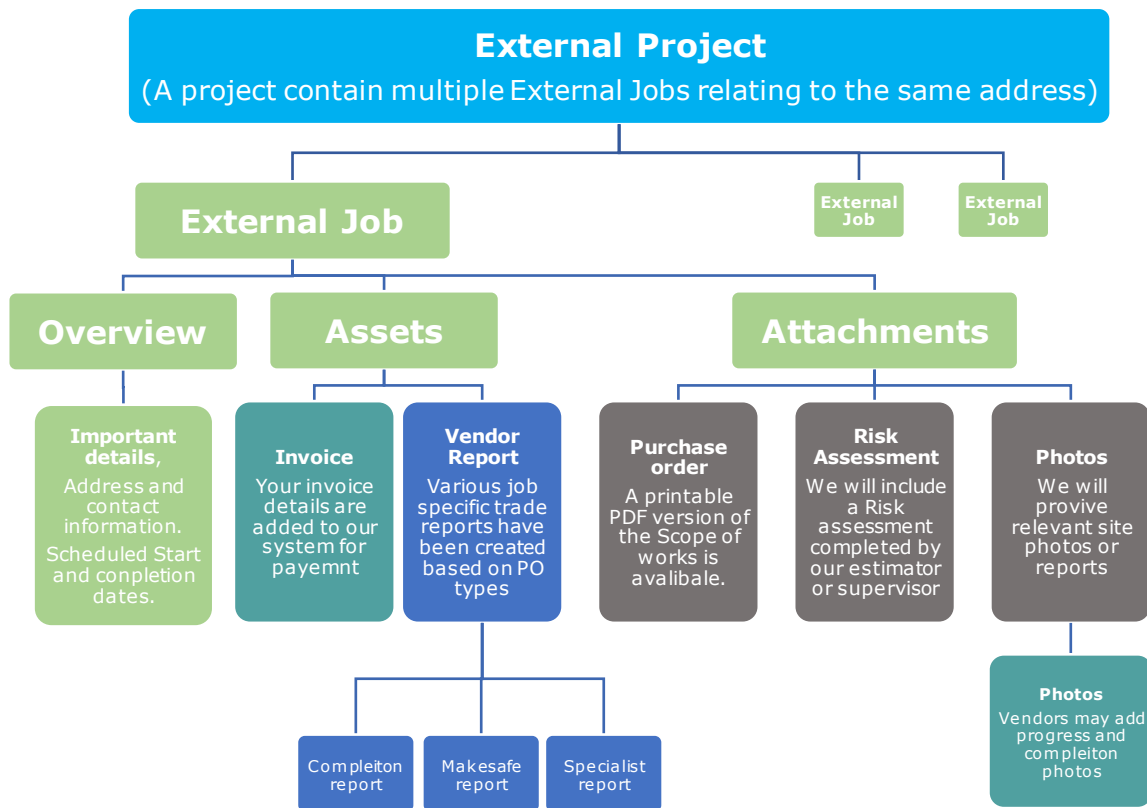 External Project
(A project contain multiple External Jobs relating to the same address)
External Job
External
Job
External
Job
Overview
Assets
Attachments
Important
details,
Address and
contact
information.
Scheduled Start
and conpletion
dates.
Invoice
Your invoice
details are
added to our
system for
payemnt
Vendor
Report
Various job
specific trade
reports have
been created
based on PO
types
Purchase
order
A printable
PDF version of
the Scope of
works is
avalibale.
Risk
Assessment
We will include
a Risk
assessment
completed by
our estimator
or supervisor
Photos
We will
provive
relevant site
photos or
reports
Compleiton
report
Makesafe
report
Specialist
report
Photos
Vendors may add
progress and
compleiton
photos